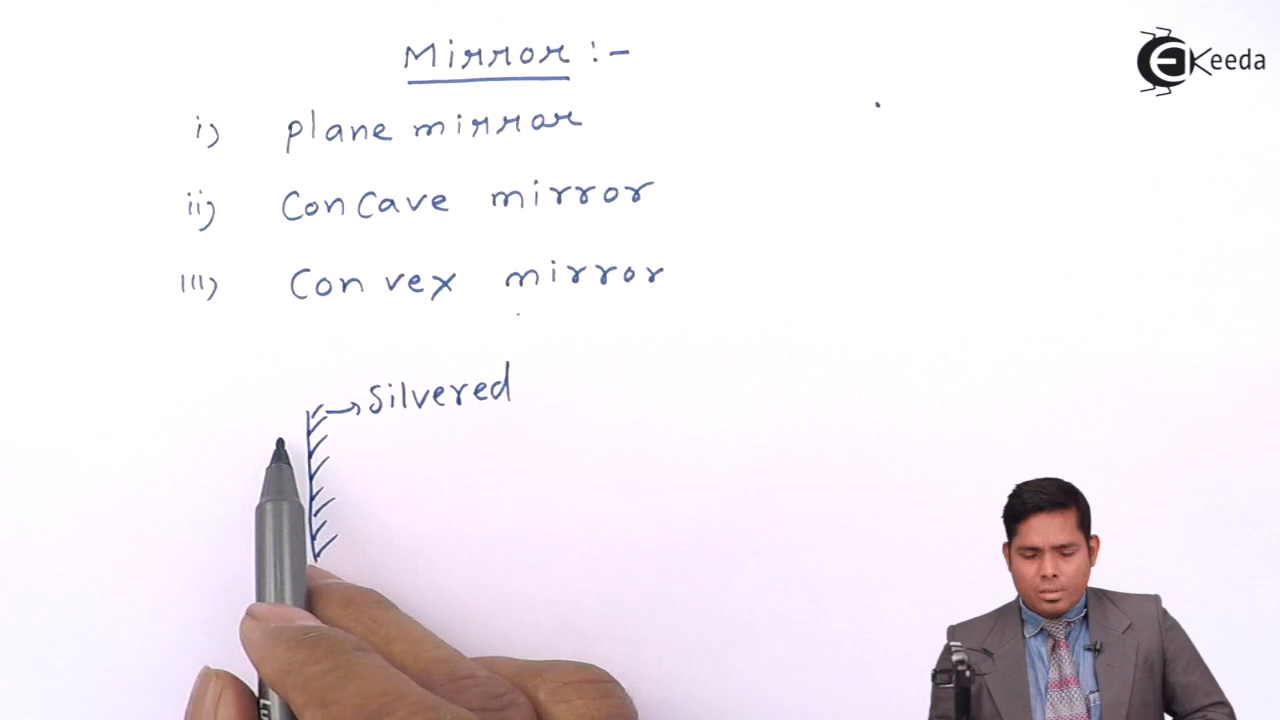 Mirror :-
i) plane mirror
ii) Concave mirror
iii) Convex mirror
Silvered
EKeeda